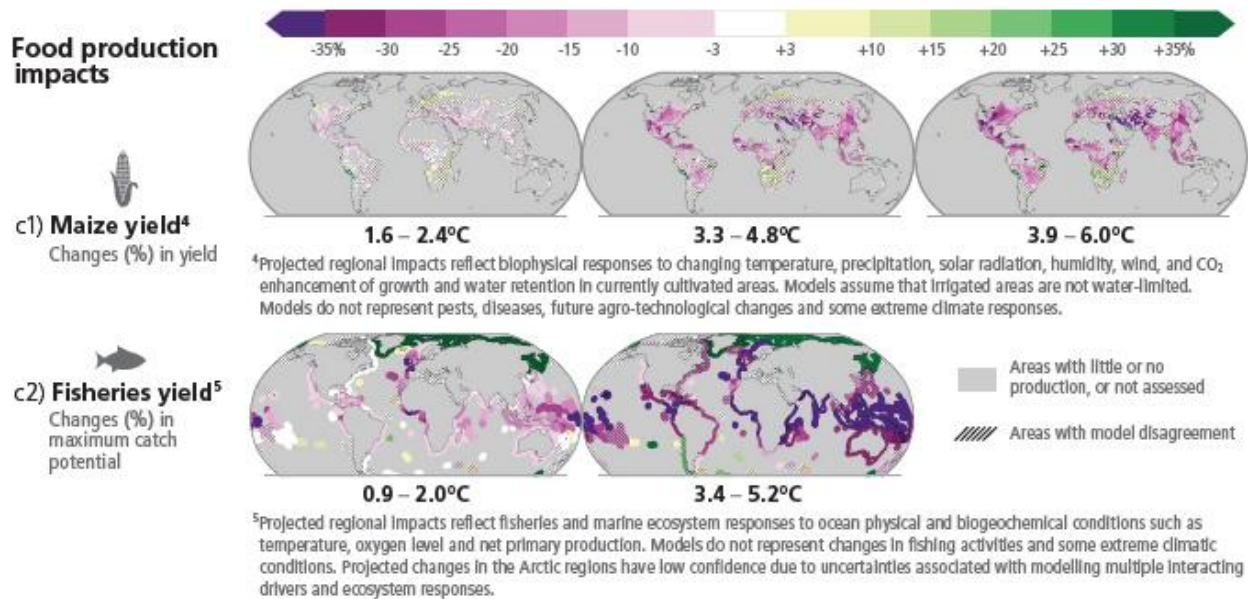 Food production
impacts
-35% -30 -25 -20 -15 -10 -3 +3 +10 +15 +20 +25 +30 +35%
c1) Maize yield⁴
Changes (%) in yield
1.6 – 2.4ºC
3.3 – 4.8ºC
3.9 – 6.0ºC
⁴Projected regional impacts reflect biophysical responses to changing temperature, precipitation, solar radiation, humidity, wind, and CO₂
enhancement of growth and water retention in currently cultivated areas. Models assume that irrigated areas are not water-limited.
Models do not represent pests, diseases, future agro-technological changes and some extreme climate responses.
c2) Fisheries yield⁵
Changes (%) in
maximum catch
potential
0.9 – 2.0ºC
3.4 – 5.2ºC
Areas with little or no
production, or not assessed
Areas with model disagreement
⁵Projected regional impacts reflect fisheries and marine ecosystem responses to ocean physical and biogeochemical conditions such as
temperature, oxygen level and net primary production. Models do not represent changes in fishing activities and some extreme climatic
conditions. Projected changes in the Arctic regions have low confidence due to uncertainties associated with modelling multiple interacting
drivers and ecosystem responses.